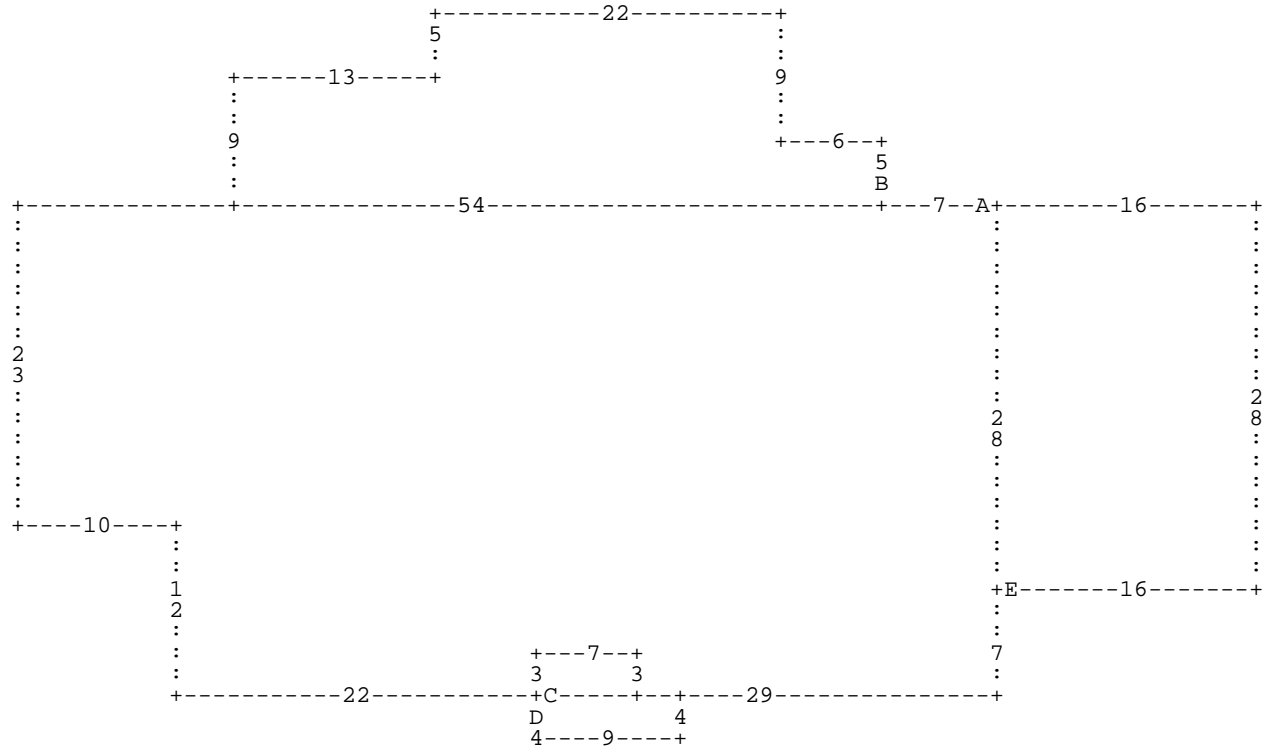 +----------22----------+
5 :
: :
+------13-----+ 9
: :
: :
9 +---6--+
: 5
: B
+-------------+--------------54-------------------------+---7--A+-------16-------+
: : :
: : :
: : :
: : :
: : :
: : :
2 : :
3 : :
: : 2
: 2 8
: 8 :
: : :
: : :
: : :
+----10----+ : :
: : :
: : :
1 +E-------16-------+
2 :
: :
: +---7--+ 7
: 3 3 :
+----------22-----------+C-----+--+----29--------------+
D 4
4----9----+